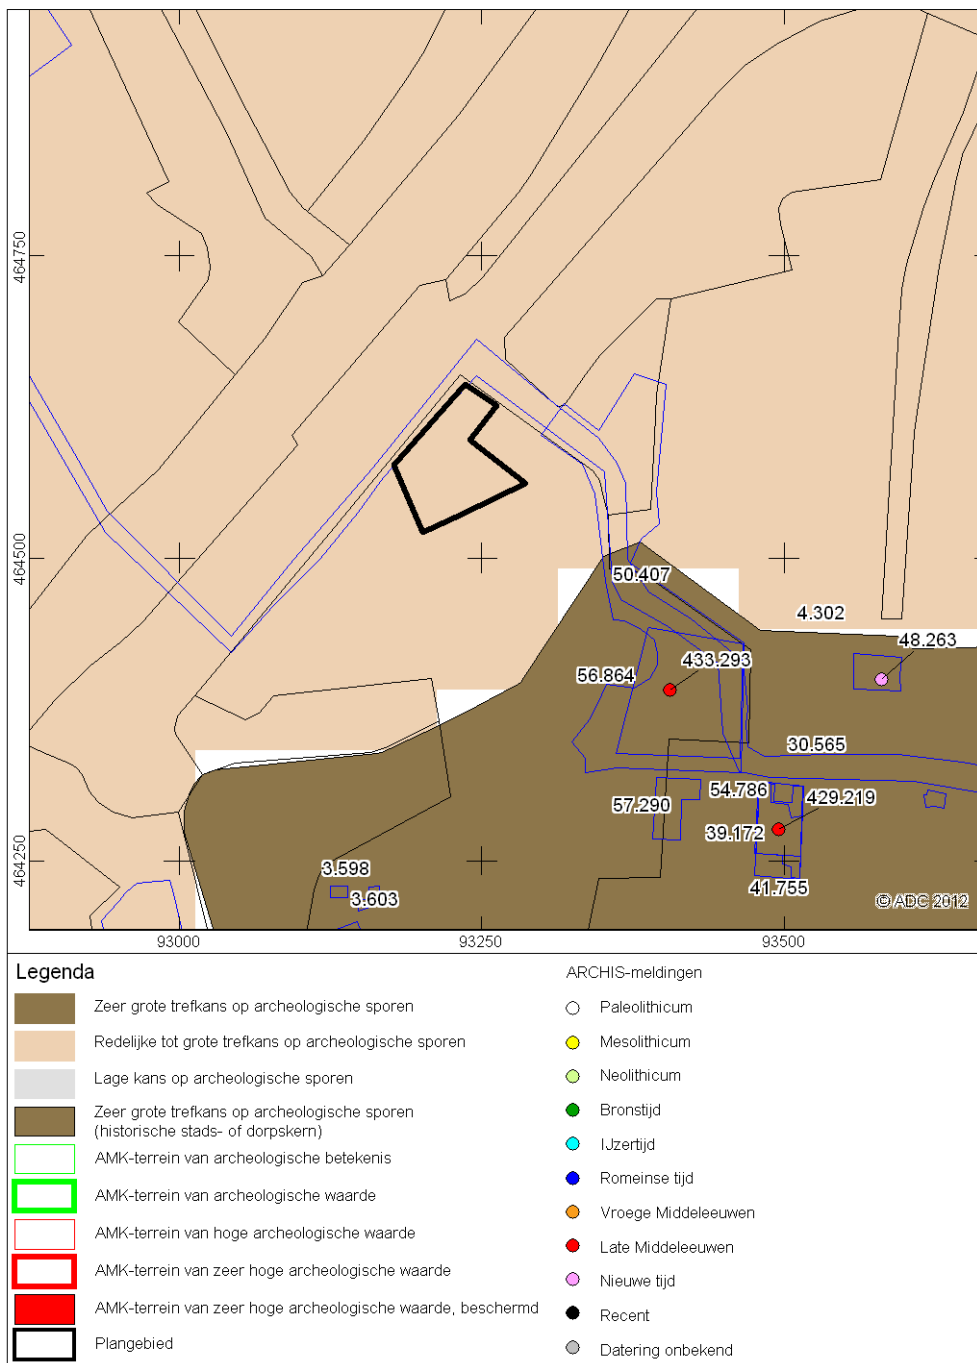 464750
464500
464250
50.407
4.302
48.263
433.293
56.864
30.565
54.786
429.219
57.290
39.172
3.598
3.603
41.755
© ADC 2012
93000
93250
93500
Legenda
Zeer grote trefkans op archeologische sporen
Redelijke tot grote trefkans op archeologische sporen
Lage kans op archeologische sporen
Zeer grote trefkans op archeologische sporen
(historische stads- of dorpskern)
AMK-terrein van archeologische betekenis
AMK-terrein van archeologische waarde
AMK-terrein van hoge archeologische waarde
AMK-terrein van zeer hoge archeologische waarde
AMK-terrein van zeer hoge archeologische waarde, beschermd
Plangebied
ARCHIS-meldingen
Paleolithicum
Mesolithicum
Neolithicum
Bronstijd
IJzertijd
Romeinse tijd
Vroege Middeleeuwen
Late Middeleeuwen
Nieuwe tijd
Recent
Datering onbekend